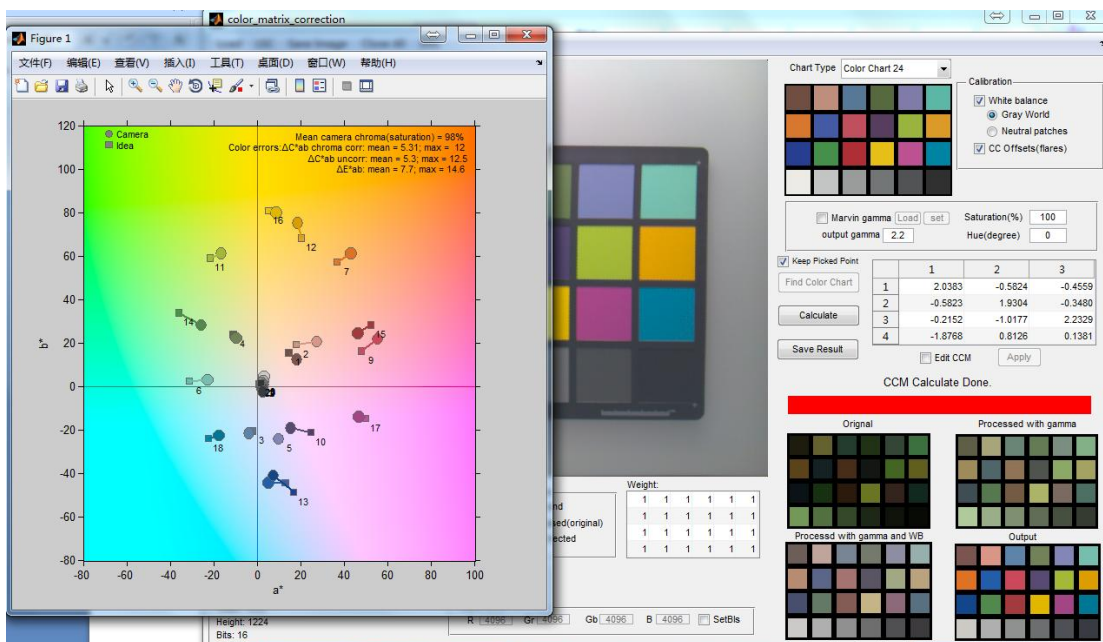 color_matrix_correction
Figure 1
文件(F) 编辑(E) 查看(V) 插入(I) 工具(T) 桌面(D) 窗口(W) 帮助(H)
Camera
Idea
Mean camera chroma(saturation) = 98%
Color errors:ΔC*ab chroma corr: mean = 5.31; max = 12
ΔC*ab uncorr: mean = 5.3; max = 12.5
ΔE*ab: mean = 7.7; max = 14.6
120
100
80
60
40
20
0
-20
-40
-60
-80
b*
16
12
7
11
14
4
2
1
15
9
6
3
5
10
17
18
13
-80 -60 -40 -20 0 20 40 60 80 100
a*
Chart Type Color Chart 24
Calibration
White balance
Gray World
Neutral patches
CC Offsets(flares)
Marvin gamma Load set Saturation(%) 100
output gamma 2.2 Hue(degree) 0
Keep Picked Point
Find Color Chart
Calculate
Save Result
1 2 3
1 2.0383 -0.5824 -0.4559
2 -0.5823 1.9304 -0.3480
3 -0.2152 -1.0177 2.2329
4 -1.8768 0.8126 0.1381
Edit CCM Apply
CCM Calculate Done.
Orignal
Processed with gamma
Processd with gamma and WB
Output
Weight:
1 1 1 1 1 1
1 1 1 1 1 1
1 1 1 1 1 1
1 1 1 1 1 1
nd
sed(original)
ected
R 4096 Gr 4096 Gb 4096 B 4096 SetBls
Height: 1224
Bits: 16